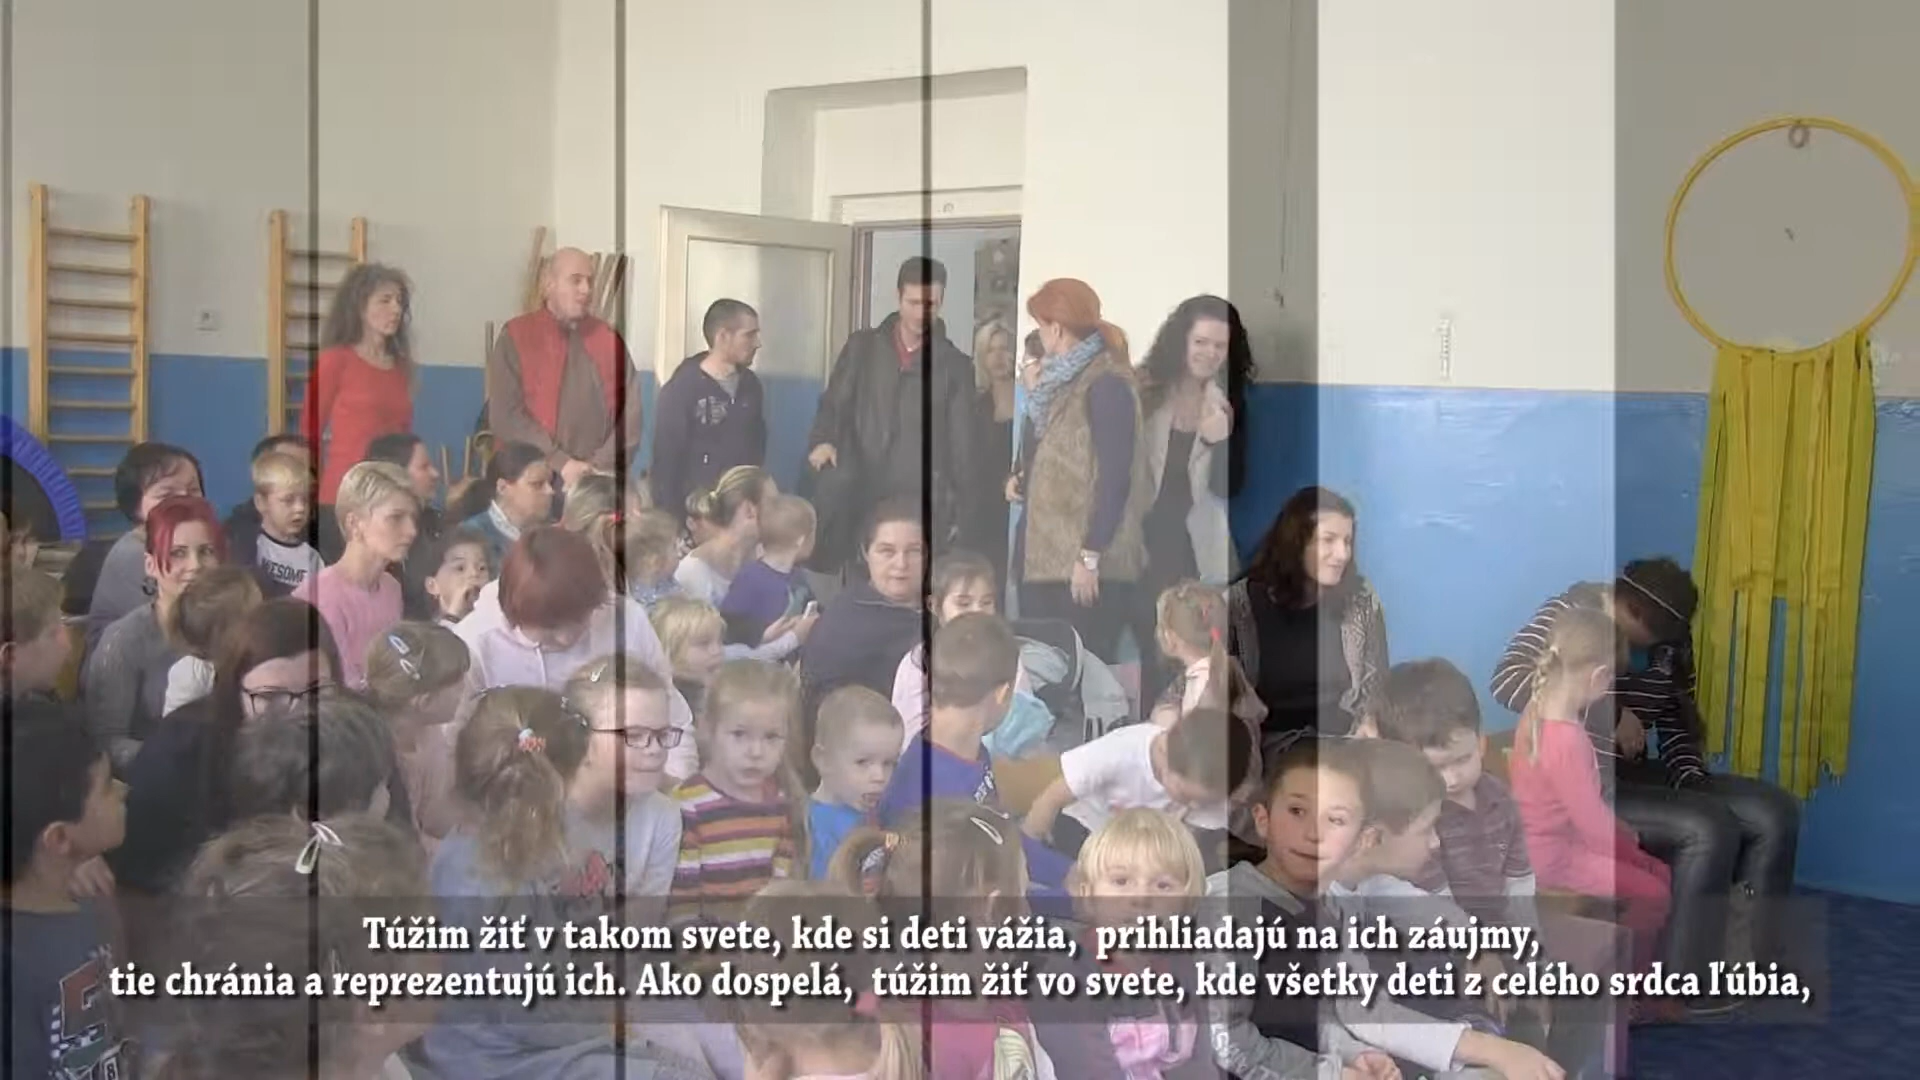 AWESOME
Túžim žiť v takom svete, kde si deti vážia, prihliadajú na ich záujmy,
tie chránia a reprezentujú ich. Ako dospelá, túžim žiť vo svete, kde všetky deti z celého srdca ľúbia,